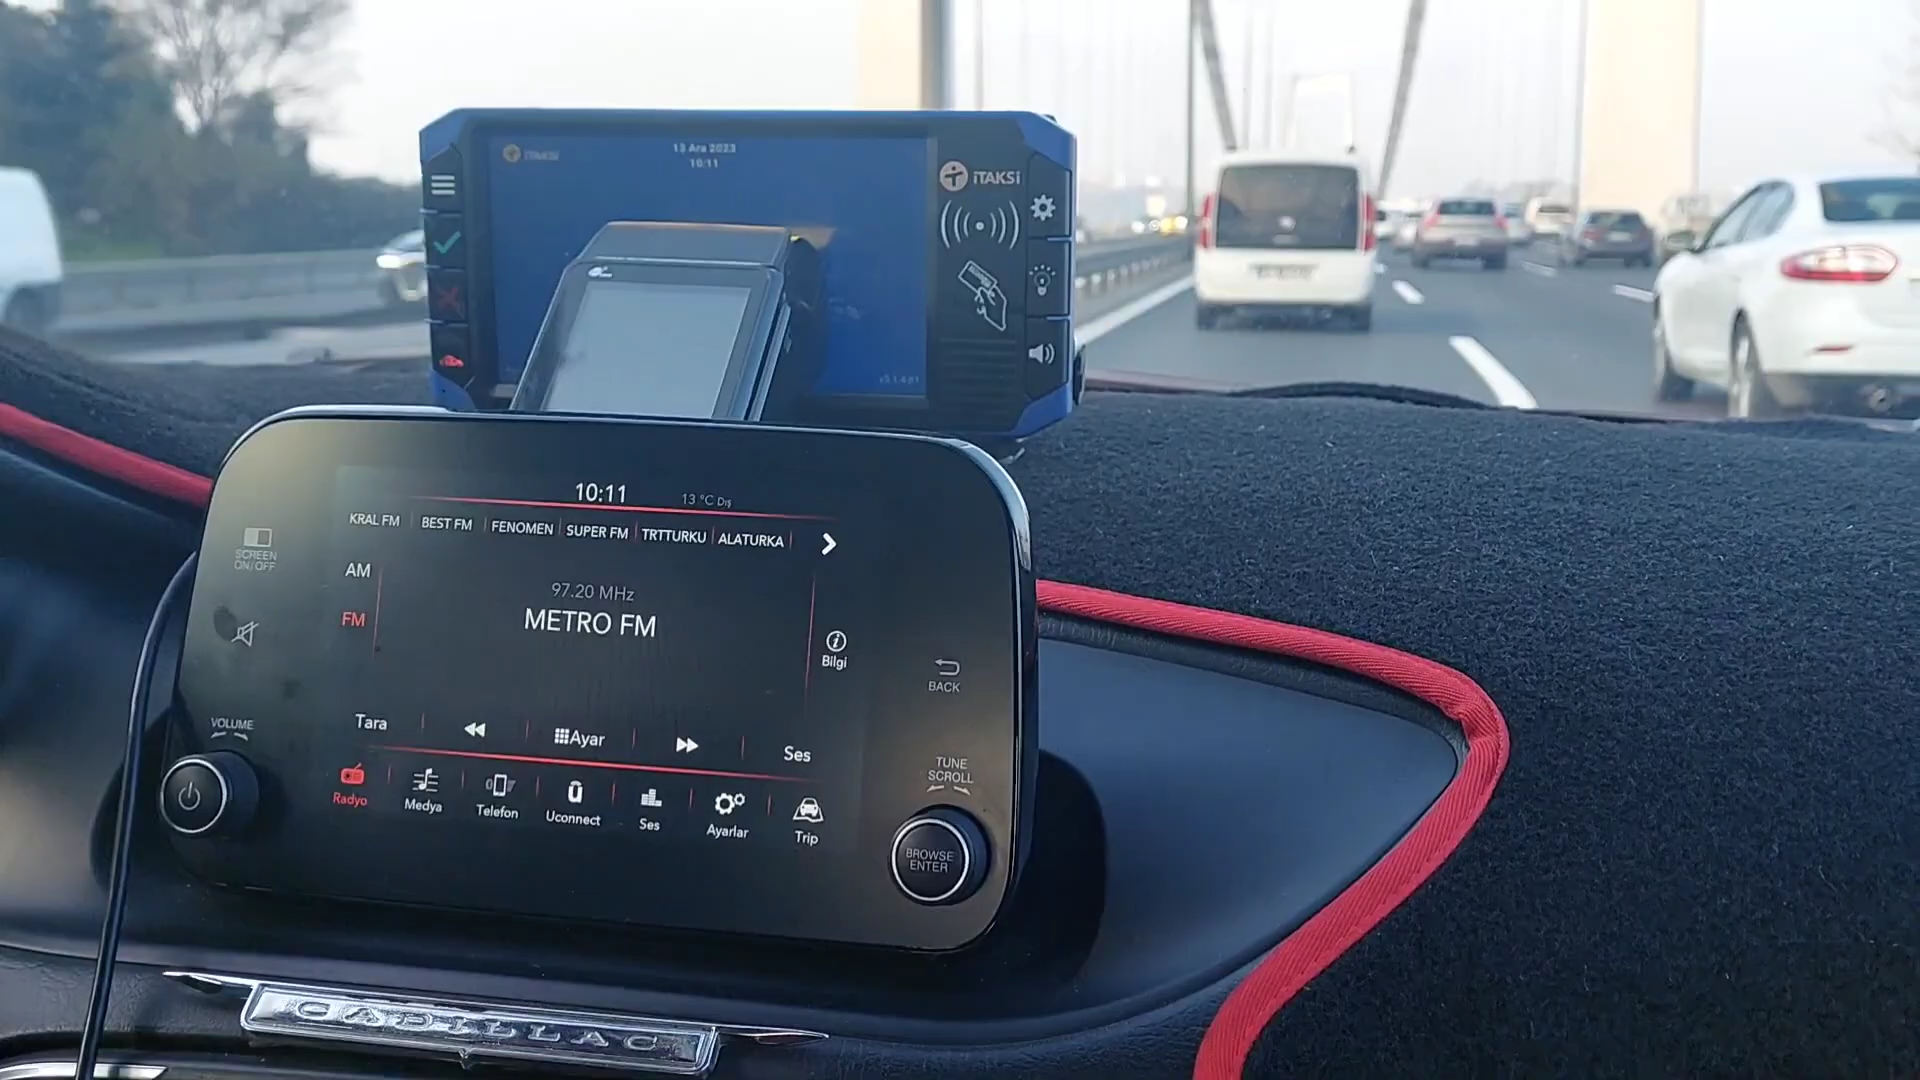 iTAKSi
13 Ara 2023
10:11
iTAKSi
10:11
13 °C Dış
KRAL FM
BEST FM
FENOMEN
SUPER FM
TRTTURKU
ALATURKA
AM
FM
97.20 MHz
METRO FM
Bilgi
SCREEN
ON/OFF
BACK
VOLUME
Tara
Ayar
Ses
TUNE
SCROLL
Radyo
Medya
Telefon
Uconnect
Ses
Ayarlar
Trip
BROWSE
ENTER
CADILLAC